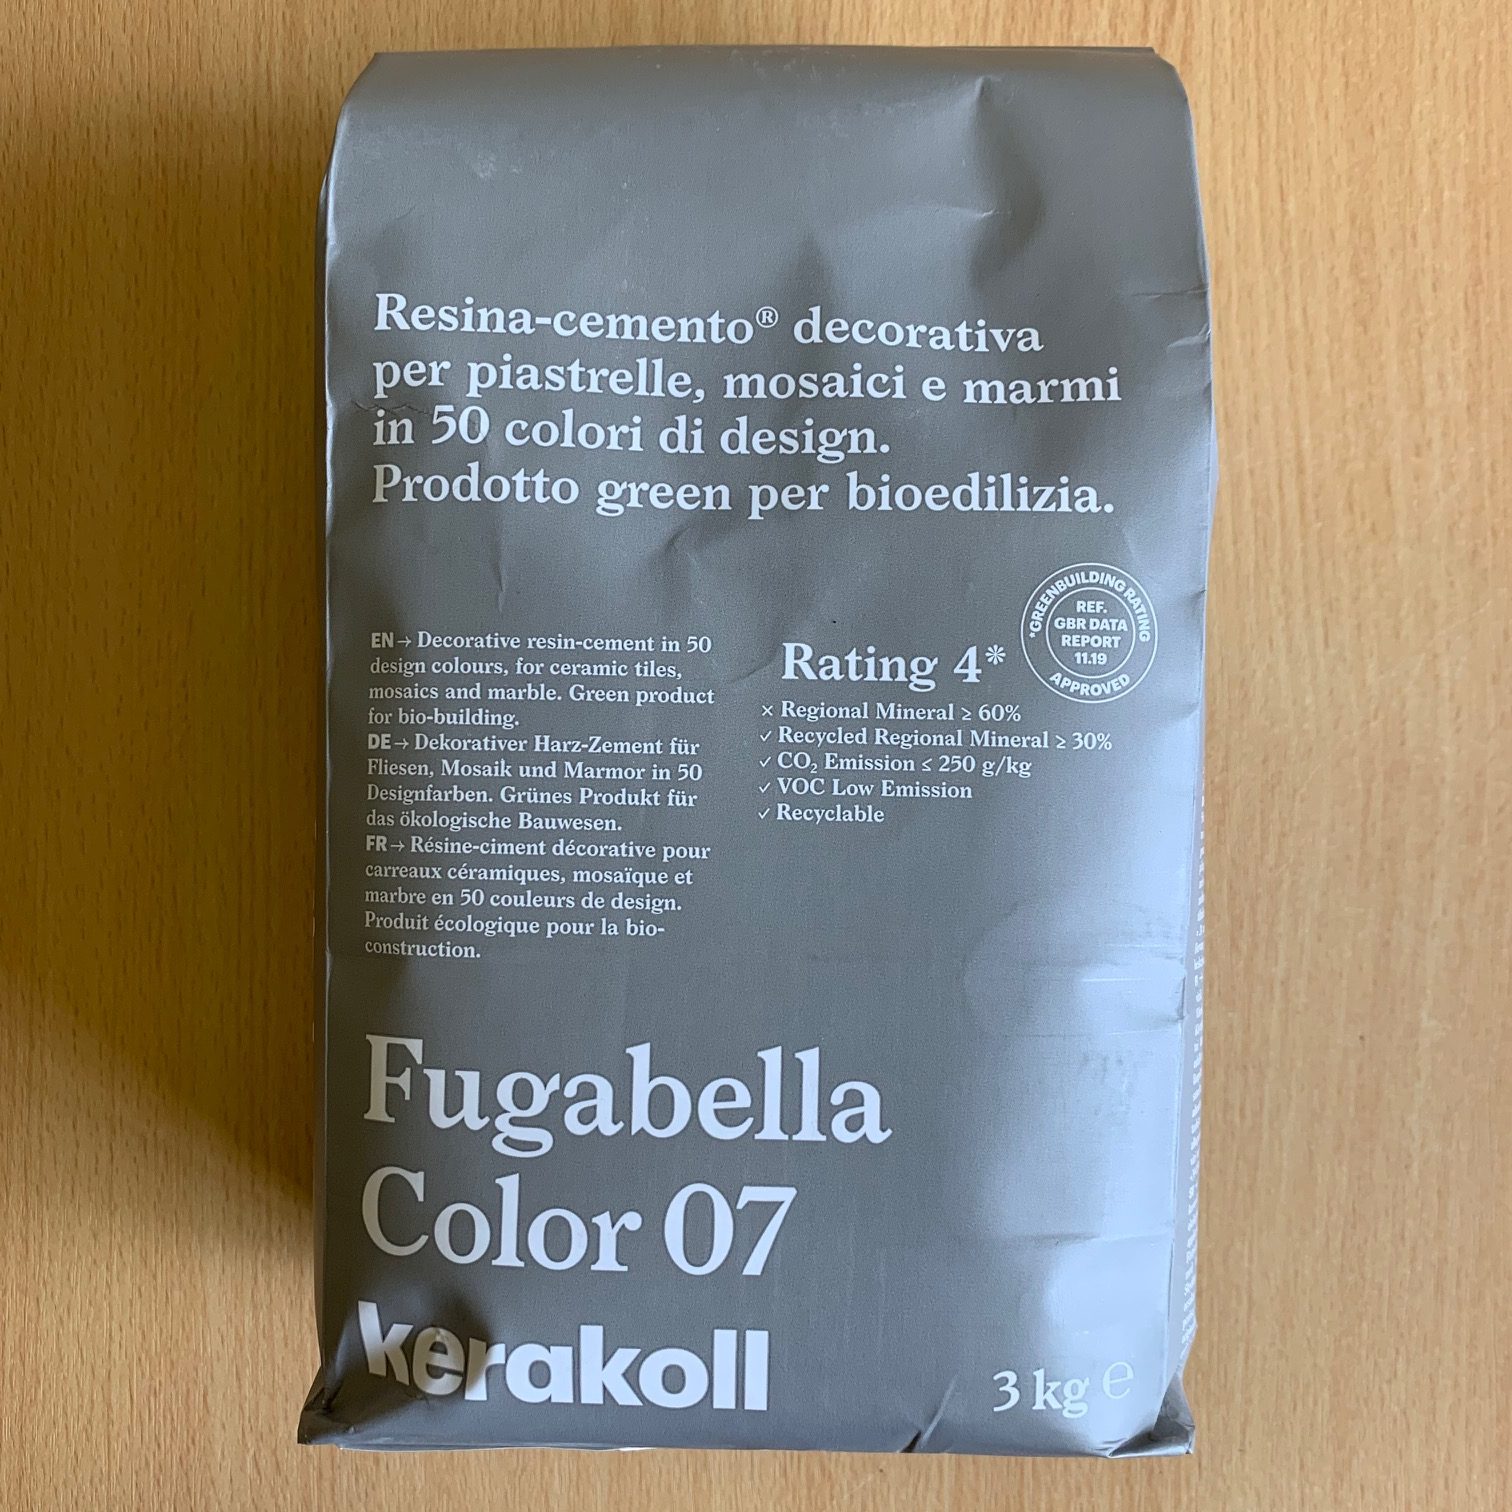 Resina-cemento® decorativa
per piastrelle, mosaici e marmi
in 50 colori di design.
Prodotto green per bioedilizia.
EN→ Decorative resin-cement in 50
design colours, for ceramic tiles,
mosaics and marble. Green product
for bio-building.
DE→ Dekorativer Harz-Zement für
Fliesen, Mosaik und Marmor in 50
Designfarben. Grünes Produkt für
das ökologische Bauwesen.
FR→ Résine-ciment décorative pour
carreaux céramiques, mosaïque et
marbre en 50 couleurs de design.
Produit écologique pour la bio-
construction.
Rating 4*
× Regional Mineral ≥ 60%
✓ Recycled Regional Mineral ≥ 30%
✓ CO₂ Emission ≤ 250 g/kg
✓ VOC Low Emission
✓ Recyclable
*GREENBUILDING RATING
REF.
GBR DATA
REPORT
11.19
APPROVED
Fugabella
Color 07
kerakoll
3 kg e